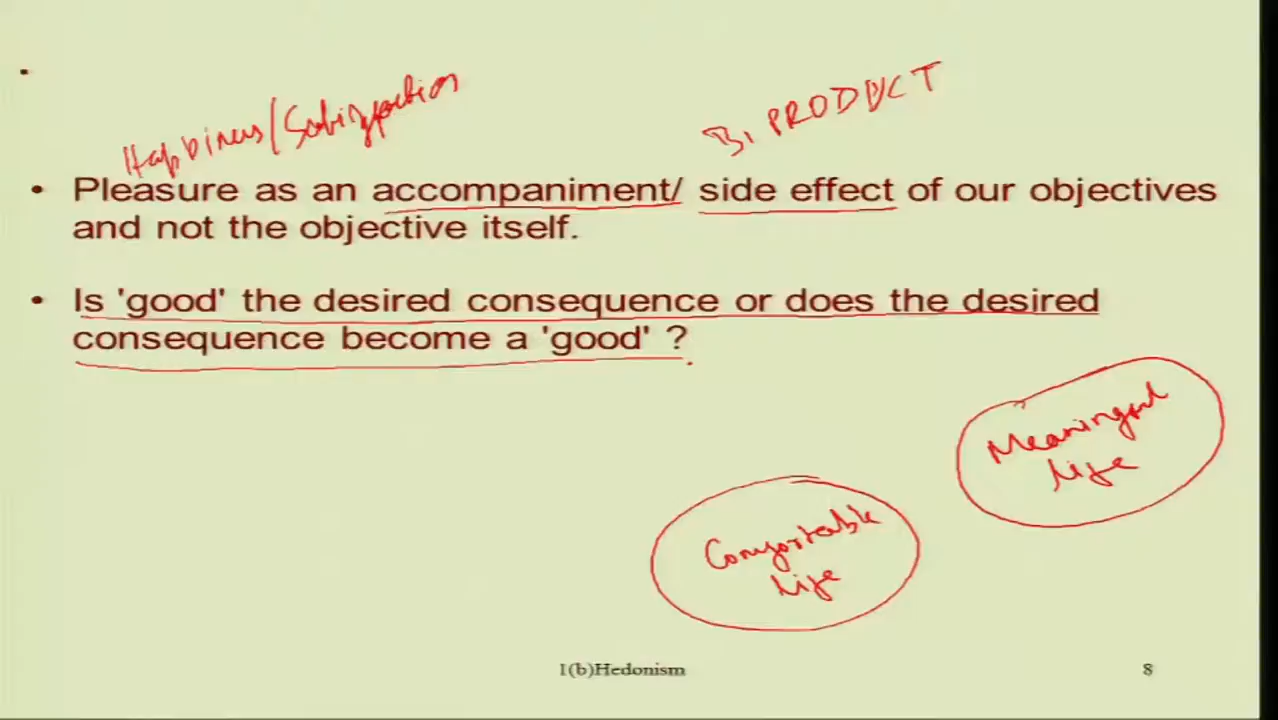 Happiness/Satisfaction
Bi PRODUCT
• Pleasure as an accompaniment/ side effect of our objectives
and not the objective itself.
• Is 'good' the desired consequence or does the desired
consequence become a 'good' ?
Meaningful
life
Comfortable
life
1(b)Hedonism
8